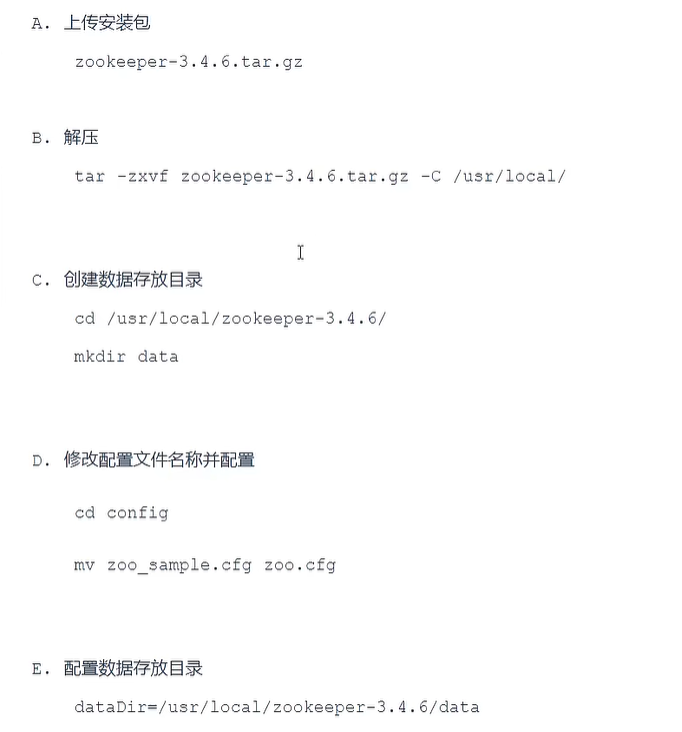 A. 上传安装包
zookeeper-3.4.6.tar.gz
B. 解压
tar -zxvf zookeeper-3.4.6.tar.gz -C /usr/local/
C. 创建数据存放目录
cd /usr/local/zookeeper-3.4.6/
mkdir data
D. 修改配置文件名称并配置
cd config
mv zoo_sample.cfg zoo.cfg
E. 配置数据存放目录
dataDir=/usr/local/zookeeper-3.4.6/data